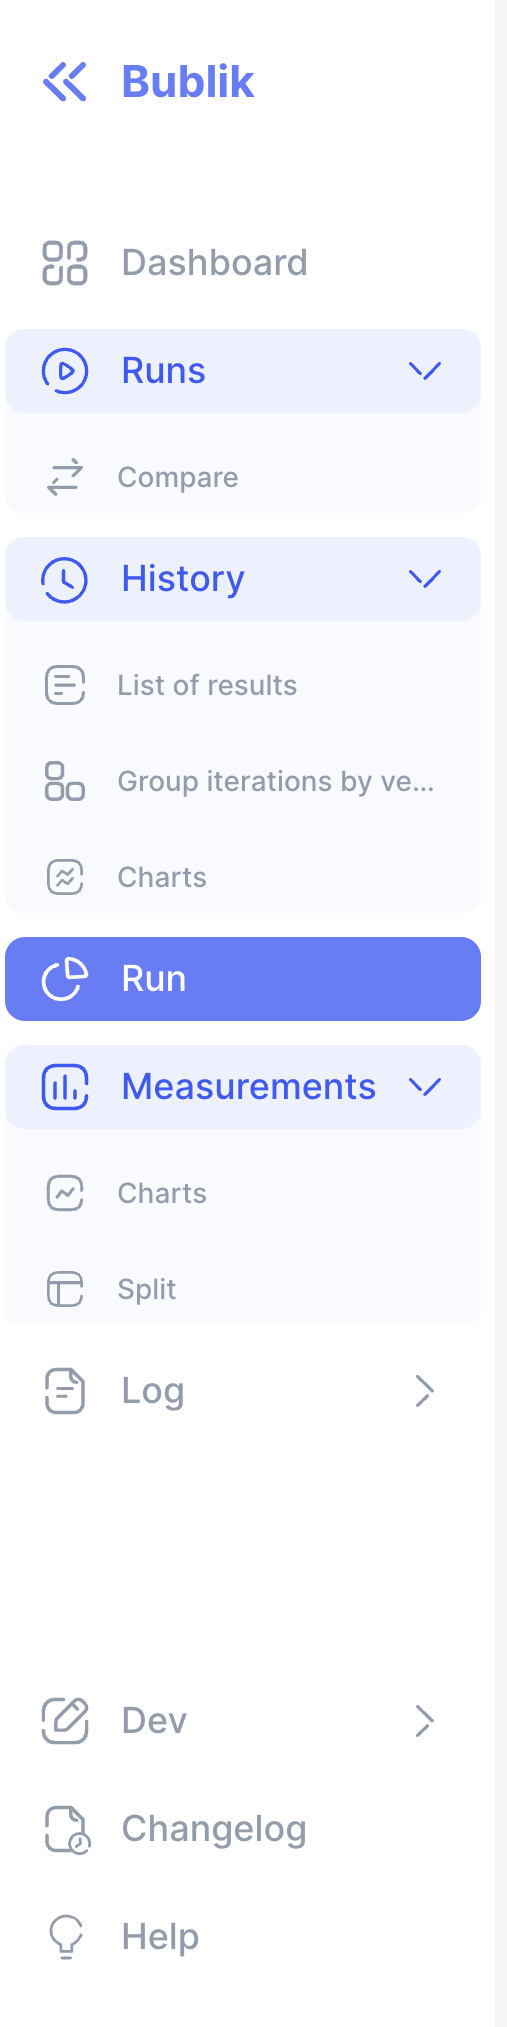 Bublik
Dashboard
Runs
Compare
History
List of results
Group iterations by ve...
Charts
Run
Measurements
Charts
Split
Log
Dev
Changelog
Help